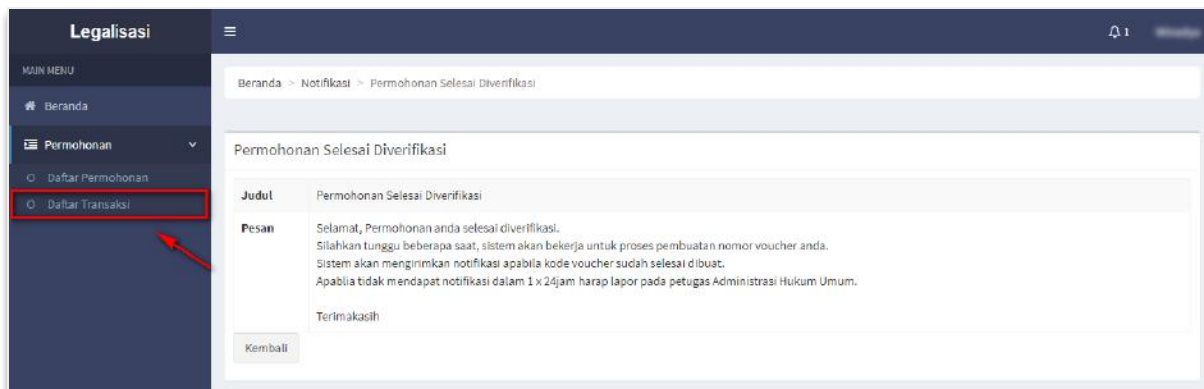 Legalisasi
1
MAIN MENU
Beranda > Notifikasi > Permohonan Selesai Diverifikasi
Beranda
Permohonan
Permohonan Selesai Diverifikasi
Daftar Permohonan
Daftar Transaksi
Judul Permohonan Selesai Diverifikasi
Pesan Selamat, Permohonan anda selesai diverifikasi.
Silahkan tunggu beberapa saat, sistem akan bekerja untuk proses pembuatan nomor voucher anda.
Sistem akan mengirimkan notifikasi apabila kode voucher sudah selesai dibuat.
Apablia tidak mendapat notifikasi dalam 1 x 24jam harap lapor pada petugas Administrasi Hukum Umum.
Terimakasih
Kembali